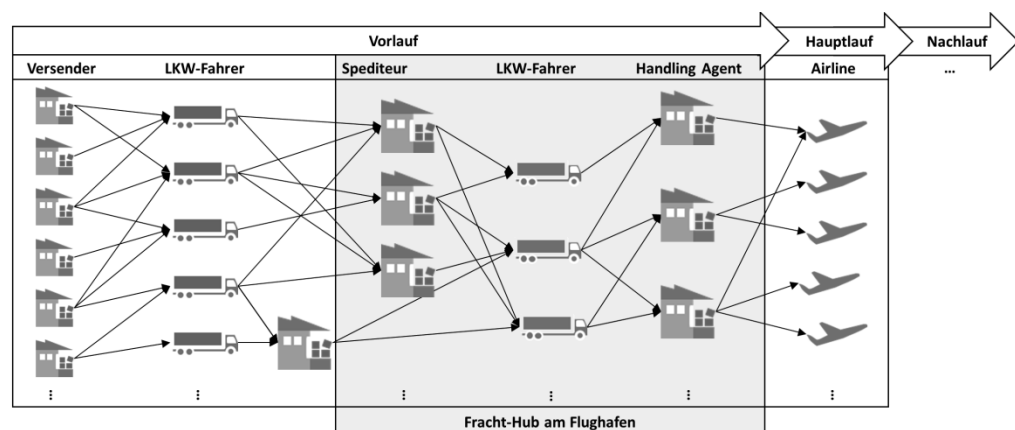 Vorlauf
Hauptlauf
Nachlauf
Versender
LKW-Fahrer
Spediteur
LKW-Fahrer
Handling Agent
Airline
...
...
...
...
...
...
...
Fracht-Hub am Flughafen